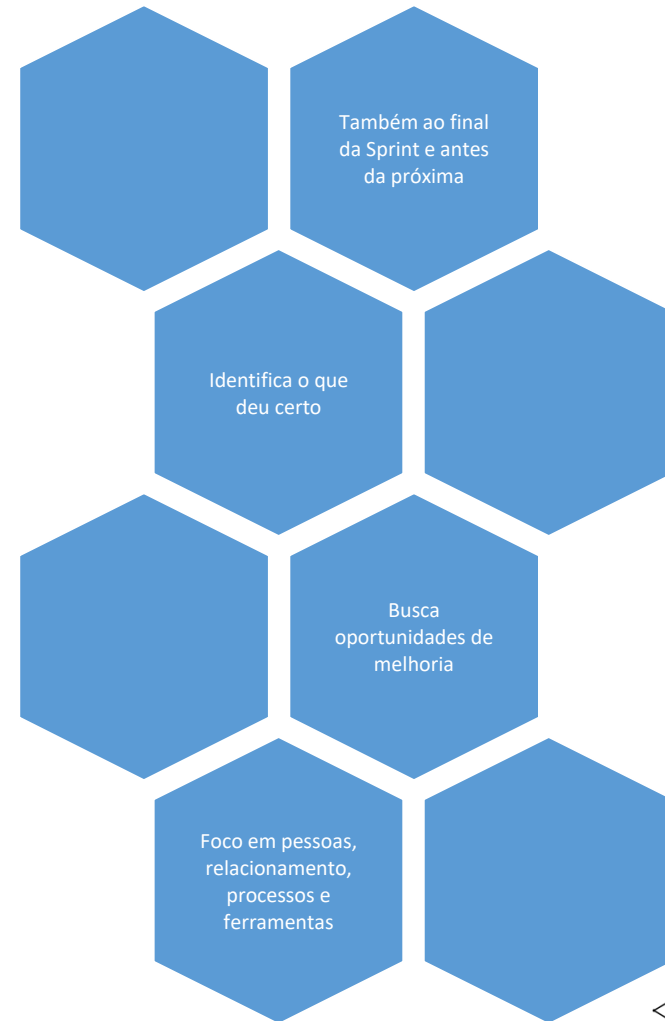 Também ao final
da Sprint e antes
da próxima
Identifica o que
deu certo
Busca
oportunidades de
melhoria
Foco em pessoas,
relacionamento,
processos e
ferramentas
<